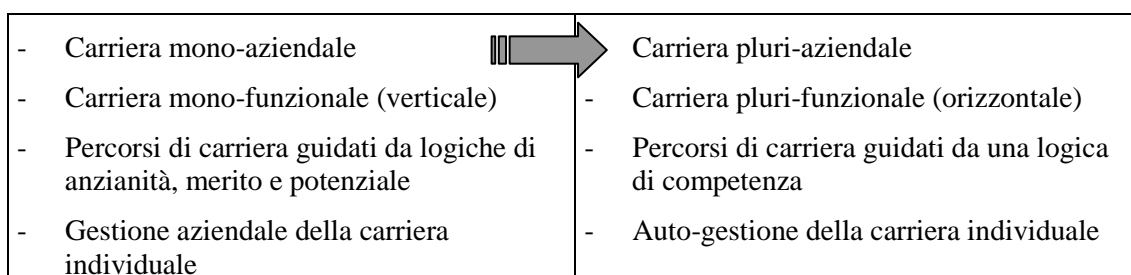 - Carriera mono-aziendale
- Carriera mono-funzionale (verticale)
- Percorsi di carriera guidati da logiche di
anzianità, merito e potenziale
- Gestione aziendale della carriera
individuale
Carriera pluri-aziendale
- Carriera pluri-funzionale (orizzontale)
- Percorsi di carriera guidati da una logica
di competenza
- Auto-gestione della carriera individuale